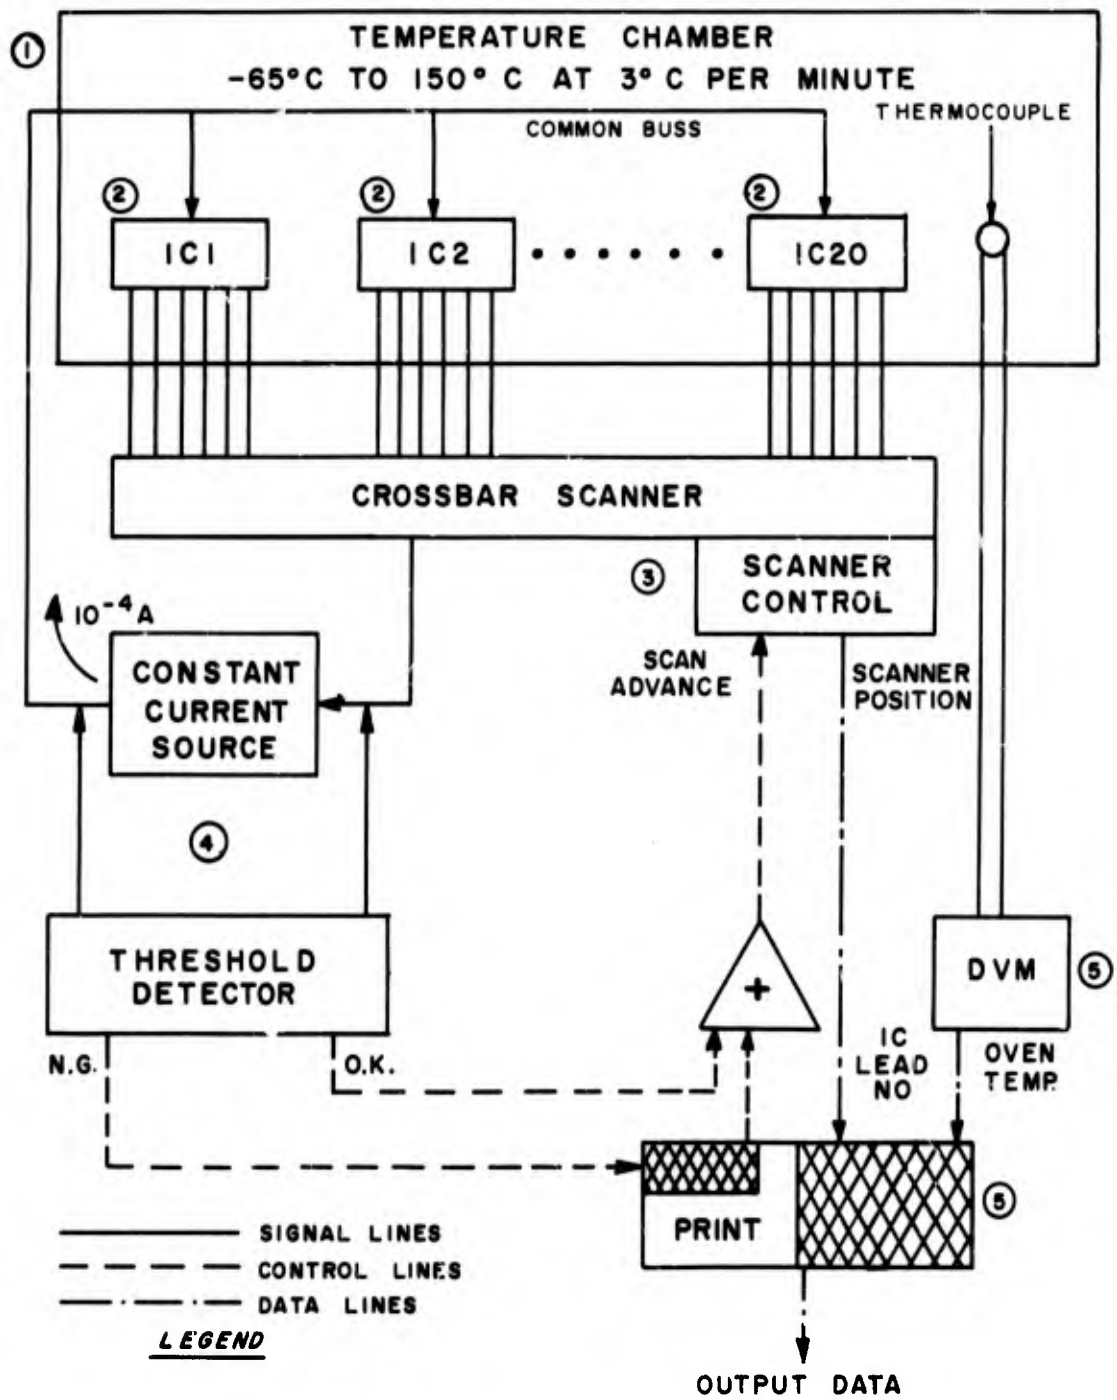 1
TEMPERATURE CHAMBER
-65°C TO 150°C AT 3°C PER MINUTE
THERMOCOUPLE
COMMON BUSS
2
2
2
IC1
IC2
IC20
CROSSBAR SCANNER
3
SCANNER
CONTROL
10⁻⁴A
CONSTANT
CURRENT
SOURCE
SCAN
ADVANCE
SCANNER
POSITION
4
THRESHOLD
DETECTOR
+
DVM
5
N.G.
O.K.
IC
LEAD
NO
OVEN
TEMP.
PRINT
5
SIGNAL LINES
CONTROL LINES
DATA LINES
LEGEND
OUTPUT DATA